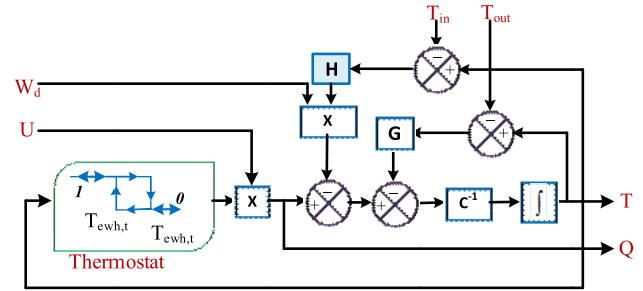 T_in T_out
− +
H
W_d
X
G
− +
U
1 0
T_ewh,t
T_ewh,t
X
− +
− +
C⁻¹
∫
T
Q
Thermostat